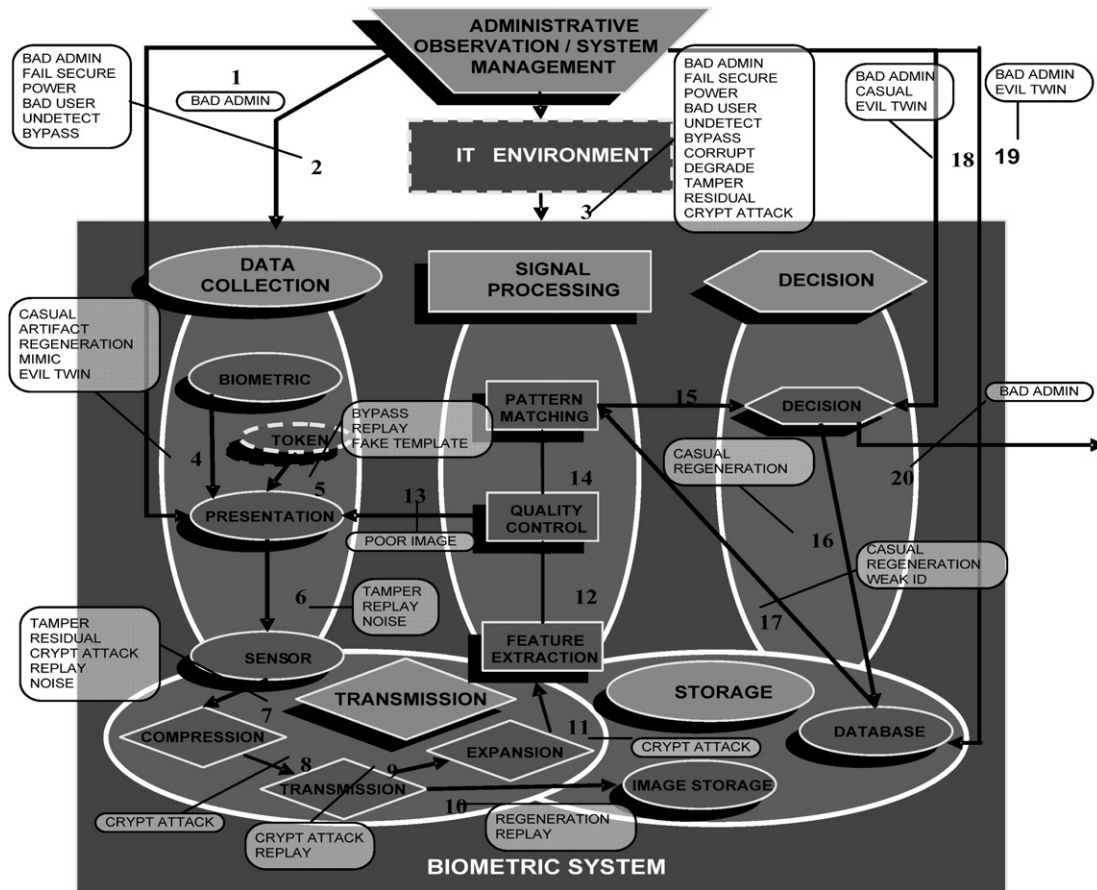 ADMINISTRATIVE
OBSERVATION / SYSTEM
MANAGEMENT
BAD ADMIN
FAIL SECURE
POWER
BAD USER
UNDETECT
BYPASS
1
BAD ADMIN
2
IT ENVIRONMENT
3
BAD ADMIN
FAIL SECURE
POWER
BAD USER
UNDETECT
BYPASS
CORRUPT
DEGRADE
TAMPER
RESIDUAL
CRYPT ATTACK
BAD ADMIN
CASUAL
EVIL TWIN
18
BAD ADMIN
EVIL TWIN
19
DATA
COLLECTION
SIGNAL
PROCESSING
DECISION
CASUAL
ARTIFACT
REGENERATION
MIMIC
EVIL TWIN
BIOMETRIC
TOKEN
BYPASS
REPLAY
FAKE TEMPLATE
4
5
PRESENTATION
13
POOR IMAGE
PATTERN
MATCHING
14
QUALITY
CONTROL
12
FEATURE
EXTRACTION
15
DECISION
BAD ADMIN
20
CASUAL
REGENERATION
16
CASUAL
REGENERATION
WEAK ID
17
6
TAMPER
REPLAY
NOISE
TAMPER
RESIDUAL
CRYPT ATTACK
REPLAY
NOISE
SENSOR
7
TRANSMISSION
STORAGE
COMPRESSION
8
TRANSMISSION
9
EXPANSION
11
CRYPT ATTACK
DATABASE
10
IMAGE STORAGE
CRYPT ATTACK
CRYPT ATTACK
REPLAY
REGENERATION
REPLAY
BIOMETRIC SYSTEM